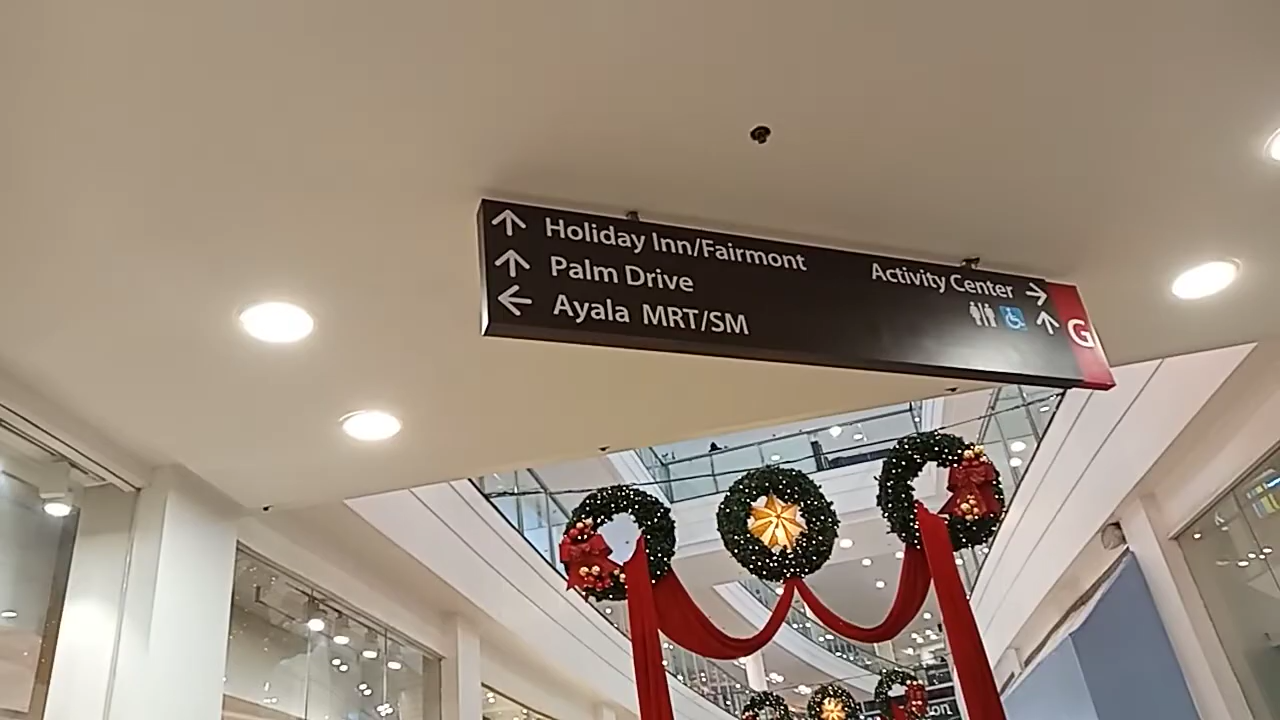 Holiday Inn/Fairmont
Palm Drive
Ayala MRT/SM
Activity Center
G